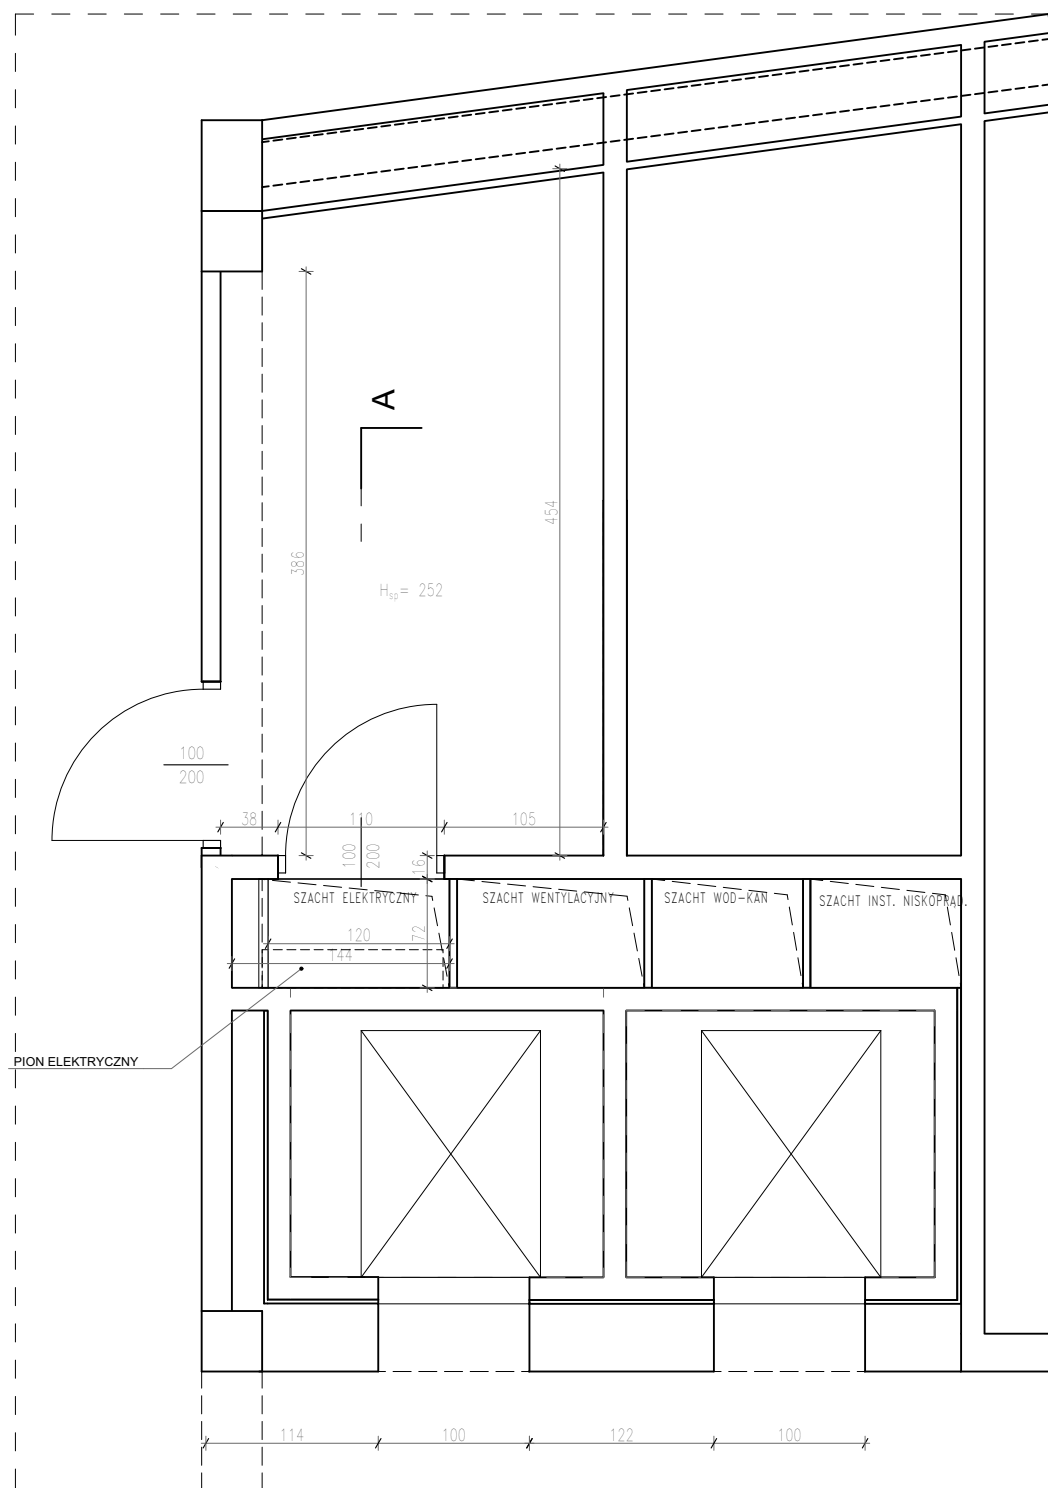 A
454
386
Hsp= 252
100
200
38
110
105
100
200
16
SZACHT ELEKTRYCZNY
SZACHT WENTYLACYJNY
SZACHT WOD-KAN
SZACHT INST. NISKOPRĄD.
72
120
144
PION ELEKTRYCZNY
114
100
122
100